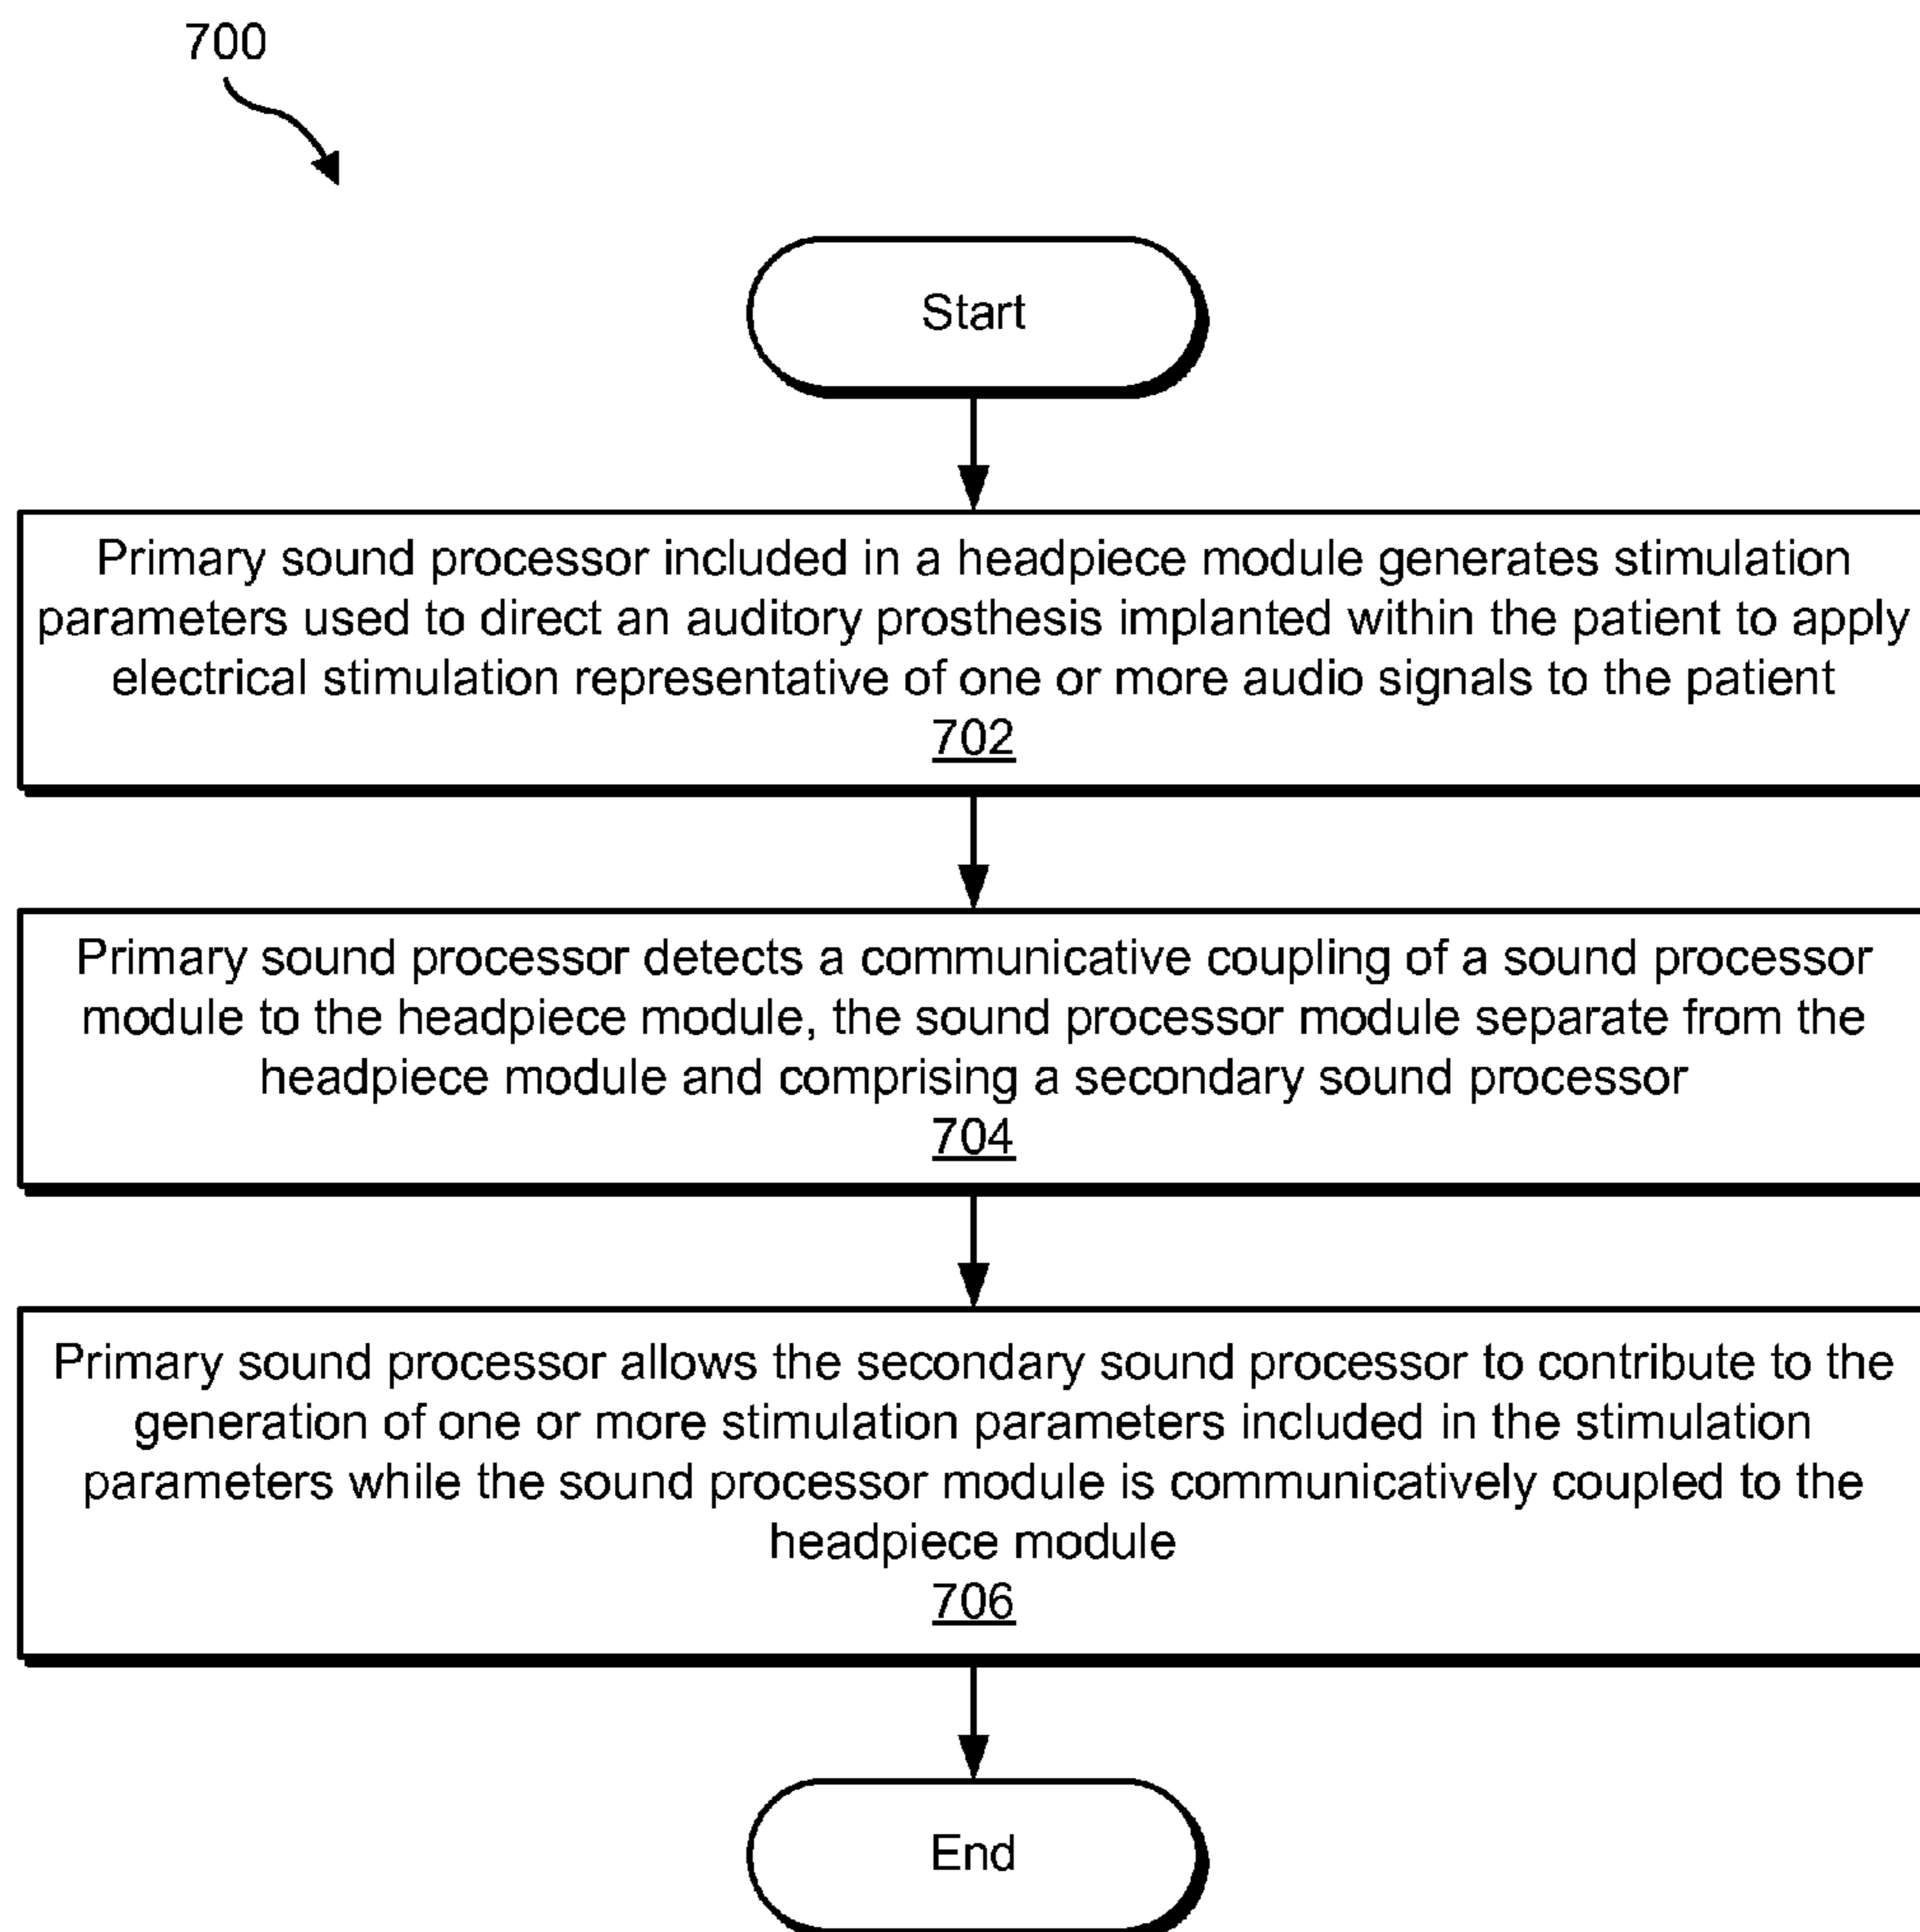 700
Start
Primary sound processor included in a headpiece module generates stimulation
parameters used to direct an auditory prosthesis implanted within the patient to apply
electrical stimulation representative of one or more audio signals to the patient
702
Primary sound processor detects a communicative coupling of a sound processor
module to the headpiece module, the sound processor module separate from the
headpiece module and comprising a secondary sound processor
704
Primary sound processor allows the secondary sound processor to contribute to the
generation of one or more stimulation parameters included in the stimulation
parameters while the sound processor module is communicatively coupled to the
headpiece module
706
End